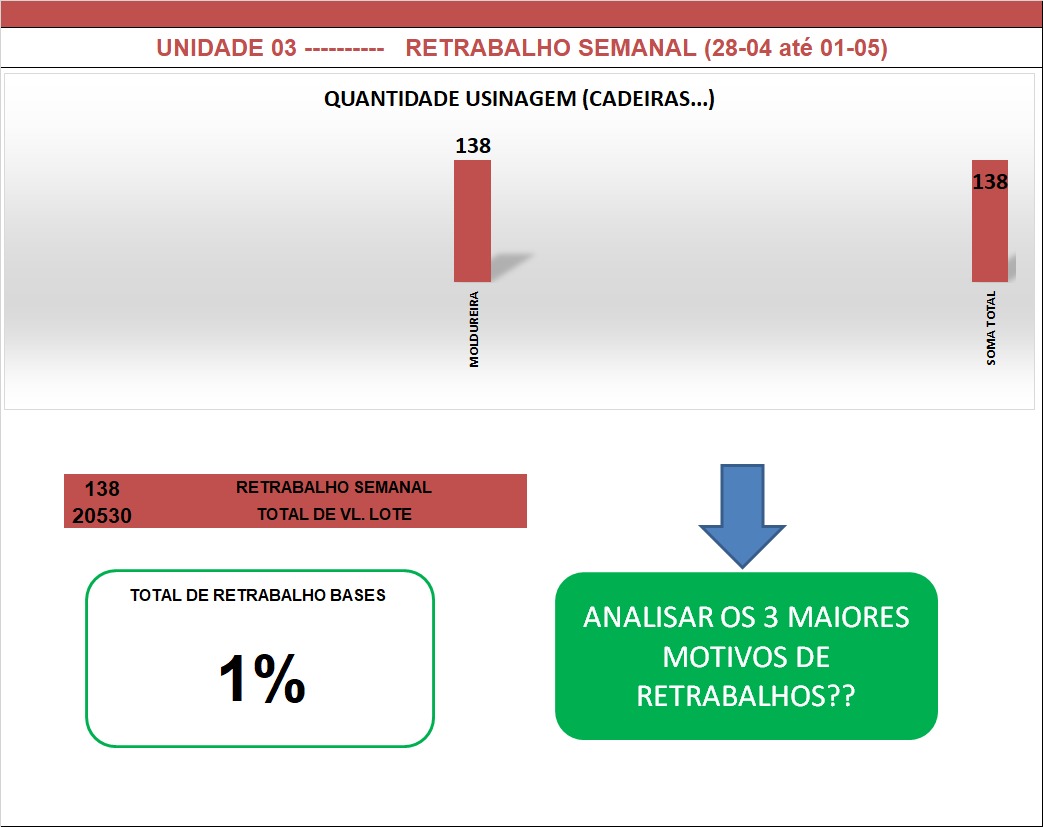 UNIDADE 03 ---------- RETRABALHO SEMANAL (28-04 até 01-05)
QUANTIDADE USINAGEM (CADEIRAS...)
138
138
MOLDUREIRA
SOMA TOTAL
138 RETRABALHO SEMANAL
20530 TOTAL DE VL. LOTE
TOTAL DE RETRABALHO BASES
1%
ANALISAR OS 3 MAIORES
MOTIVOS DE
RETRABALHOS??